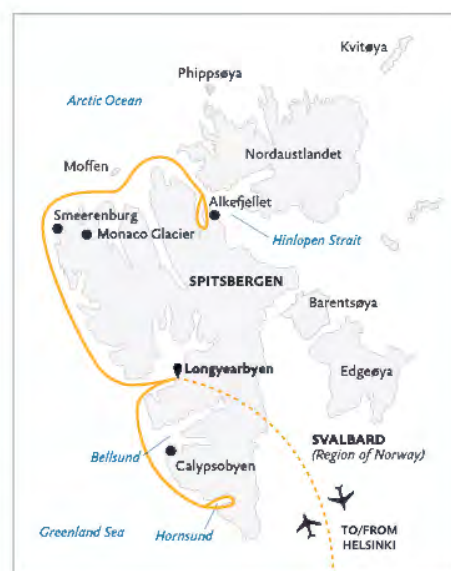 Kvitøya
Phippsøya
Arctic Ocean
Nordaustlandet
Moffen
Alkefjellet
Smeerenburg
Monaco Glacier
Hinlopen Strait
SPITSBERGEN
Barentsøya
Longyearbyen
Edgeøya
SVALBARD
(Region of Norway)
Bellsund
Calypsobyen
Greenland Sea
Hornsund
TO/FROM
HELSINKI